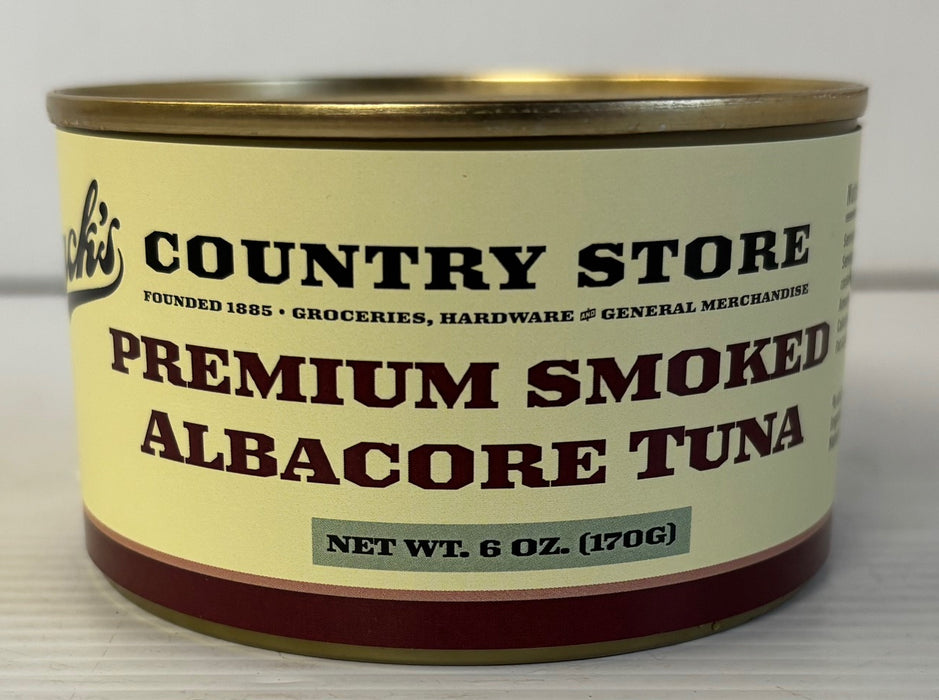 COUNTRY STORE
FOUNDED 1885 • GROCERIES, HARDWARE AND GENERAL MERCHANDISE
PREMIUM SMOKED
ALBACORE TUNA
NET WT. 6 OZ. (170G)